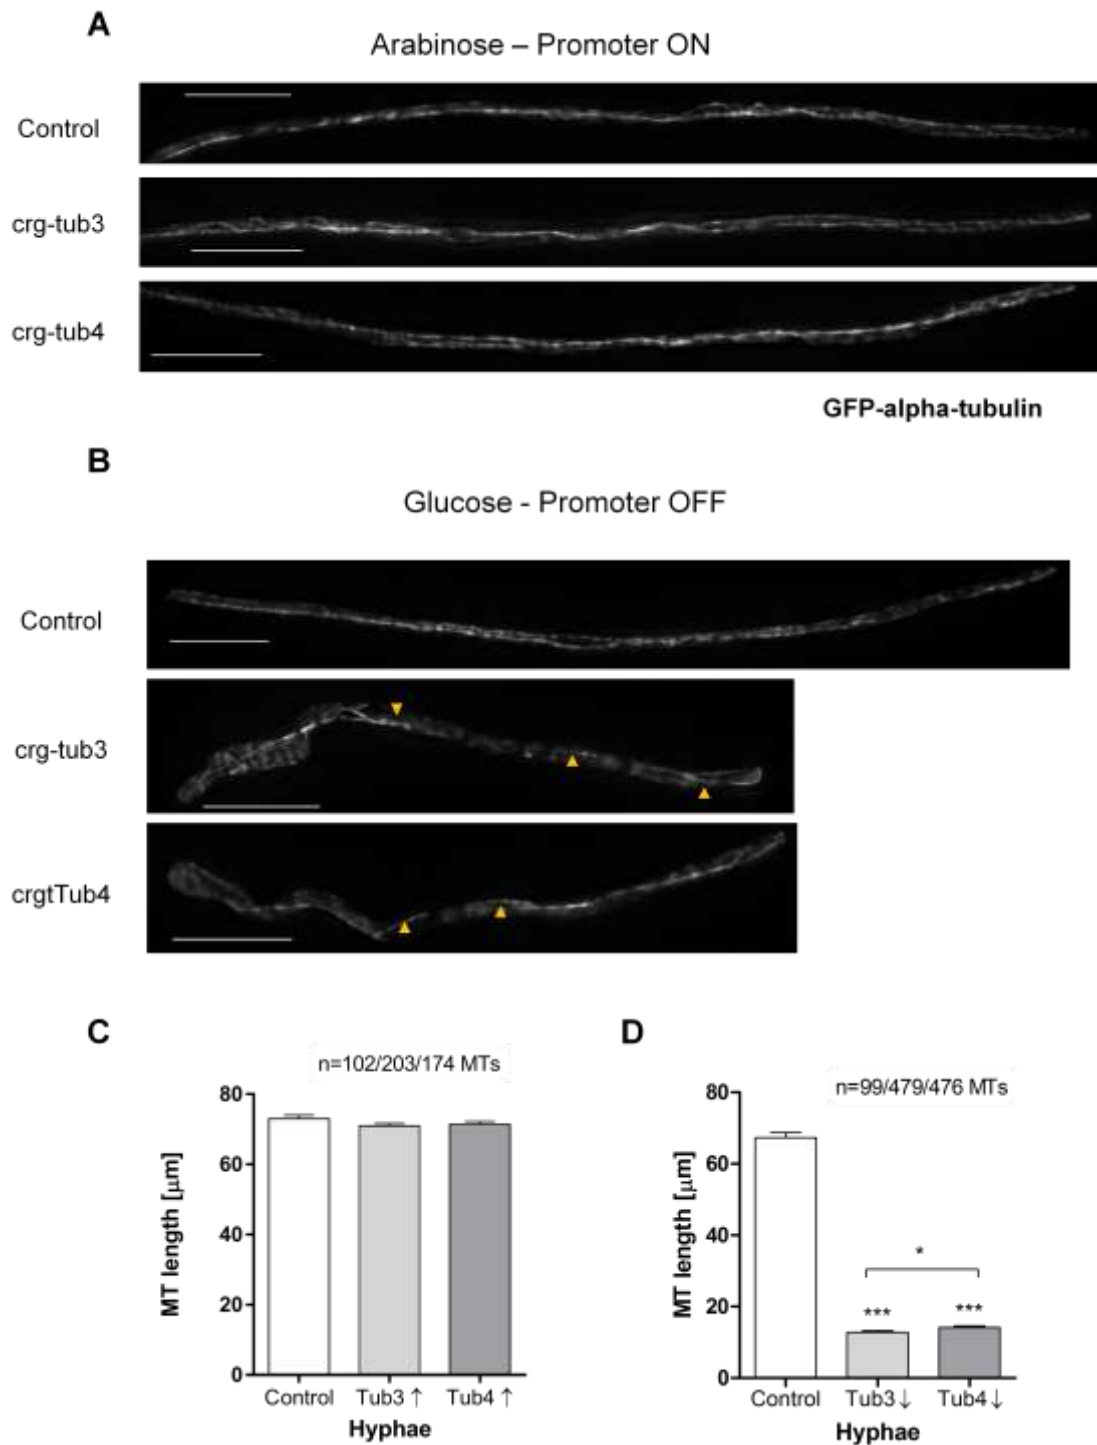 A
Arabinose – Promoter ON
Control
crg-tub3
crg-tub4
GFP-alpha-tubulin
B
Glucose - Promoter OFF
Control
crg-tub3
crgtTub4
C
n=102/203/174 MTs
80
60
40
20
0
MT length [μm]
Control
Tub3 ↑
Tub4 ↑
Hyphae
D
n=99/479/476 MTs
80
60
40
20
0
MT length [μm]
*
***
***
Control
Tub3 ↓
Tub4 ↓
Hyphae